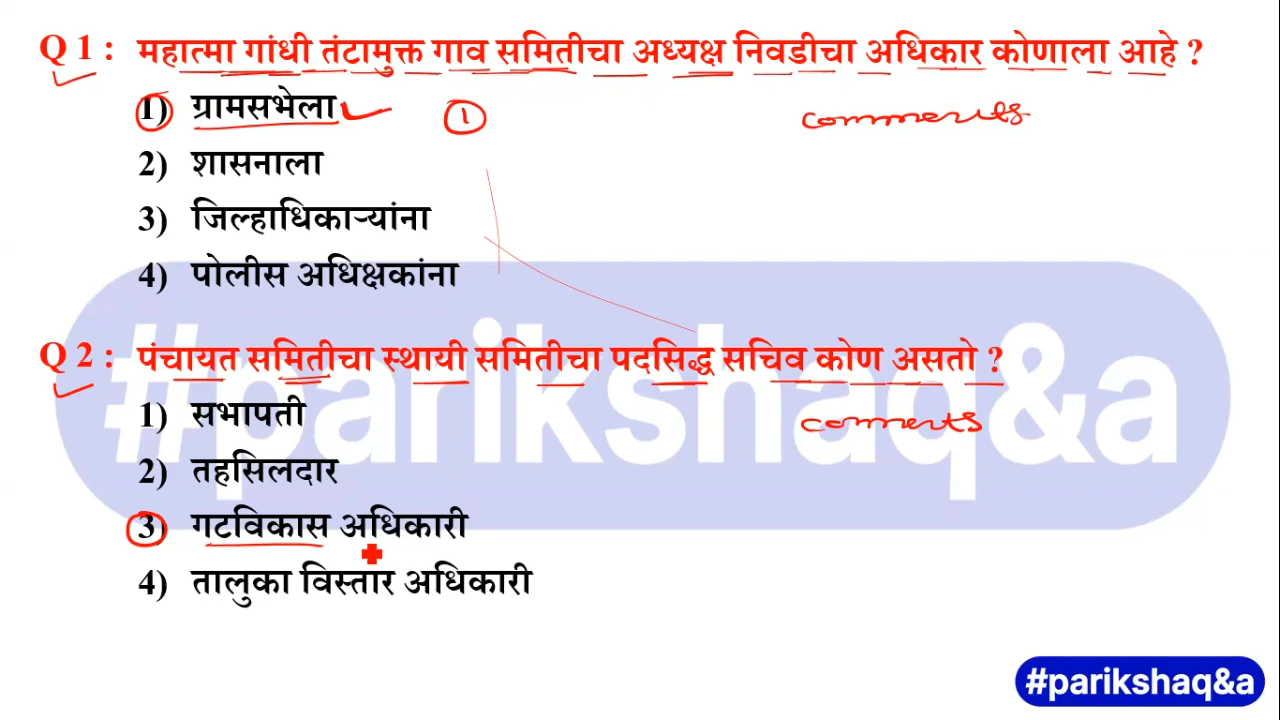 Q 1 : महात्मा गांधी तंटामुक्त गाव समितीचा अध्यक्ष निवडीचा अधिकार कोणाला आहे ?
1) ग्रामसभेला 1 comments
2) शासनाला
3) जिल्हाधिकाऱ्यांना
4) पोलीस अधिक्षकांना
#parikshaq&a
Q 2 : पंचायत समितीचा स्थायी समितीचा पदसिद्ध सचिव कोण असतो ?
1) सभापती comments
2) तहसिलदार
3) गटविकास अधिकारी
4) तालुका विस्तार अधिकारी
#parikshaq&a